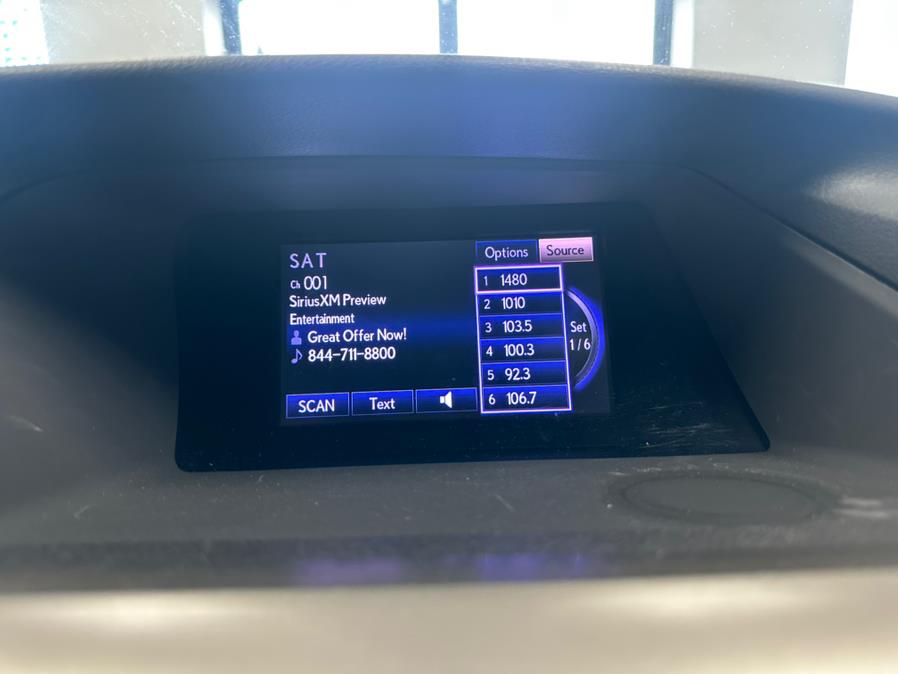 SAT
Ch 001
SiriusXM Preview
Entertainment
Great Offer Now!
844-711-8800
SCAN Text
Options Source
1 1480
2 1010
3 103.5
4 100.3
5 92.3
6 106.7
Set
1/6